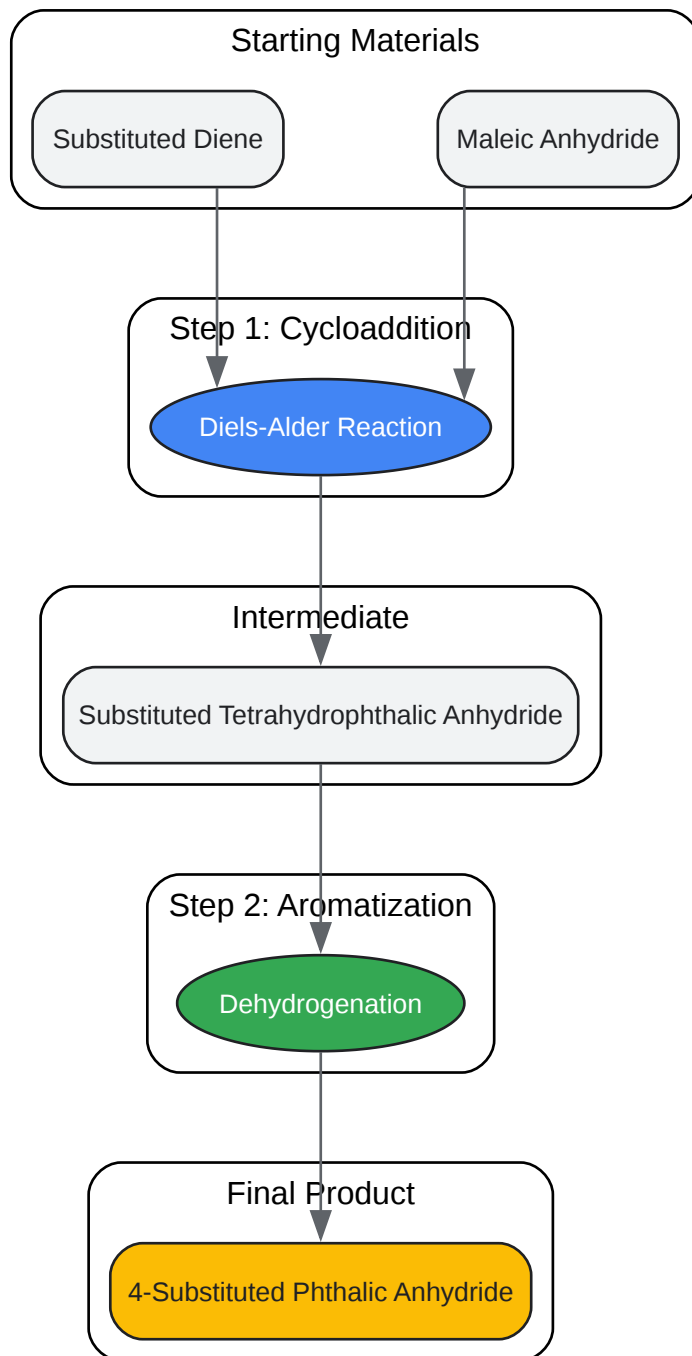 Starting Materials
Substituted Diene
Maleic Anhydride
Step 1: Cycloaddition
Diels-Alder Reaction
Intermediate
Substituted Tetrahydrophthalic Anhydride
Step 2: Aromatization
Dehydrogenation
Final Product
4-Substituted Phthalic Anhydride